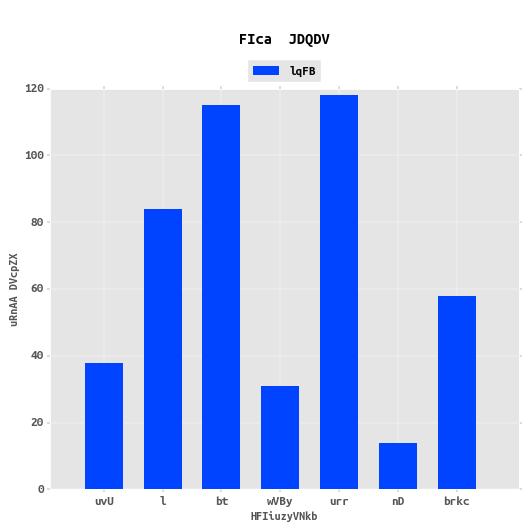 FIca  JDQDV
lqFB
120
100
80
60
40
20
0
uRnAA DVcpZX
uvU l bt wVBy urr nD brkc
HFIiuzyVNkb